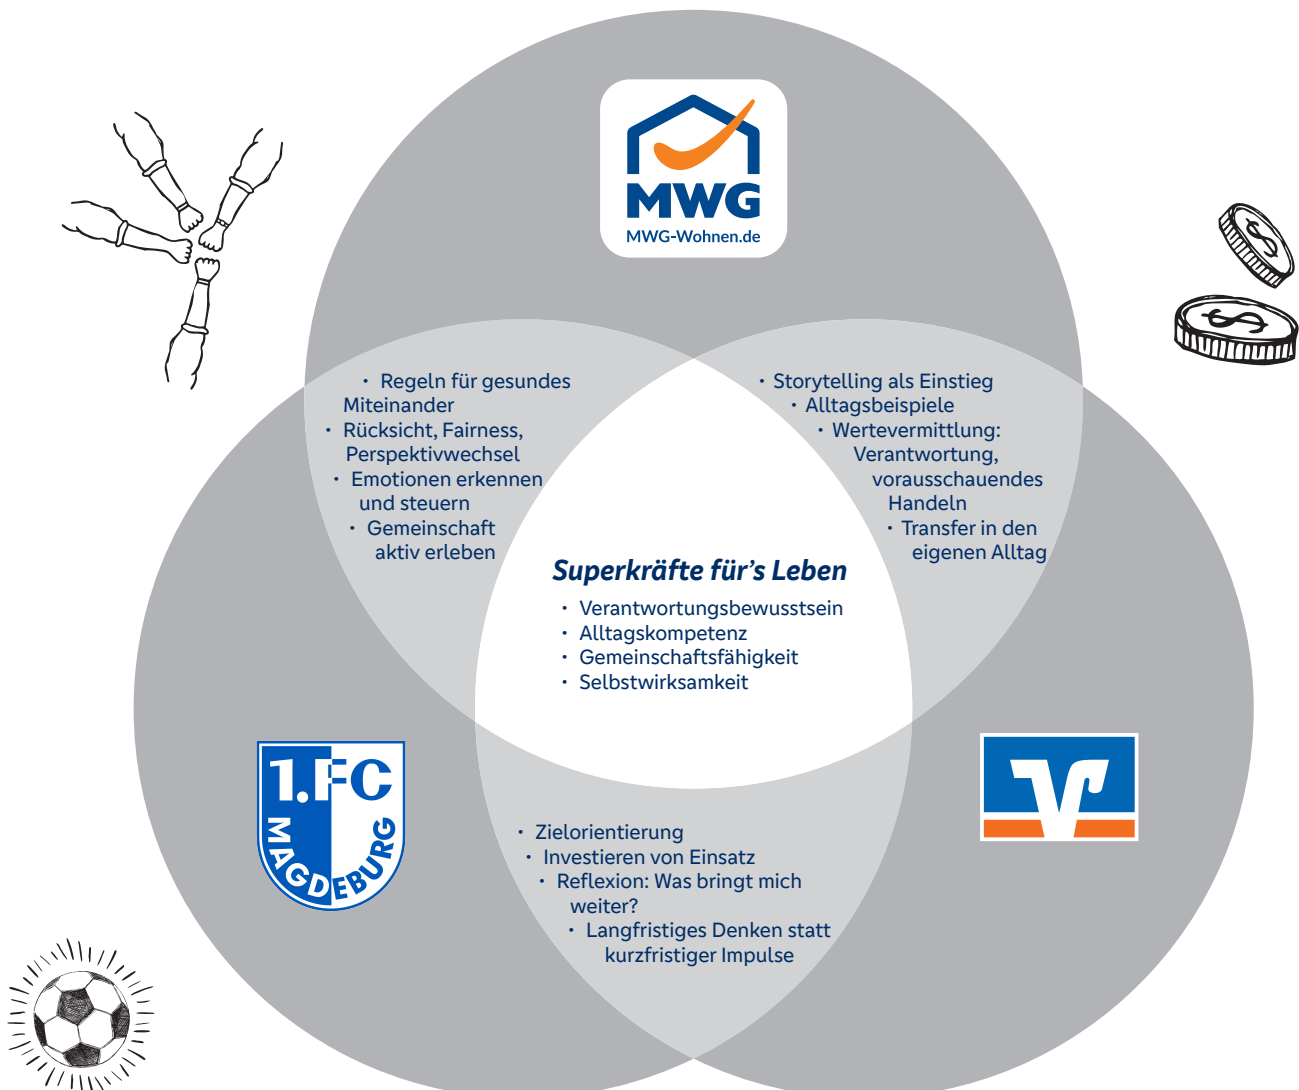 MWG
MWG-Wohnen.de
· Regeln für gesundes
Miteinander
· Rücksicht, Fairness,
Perspektivwechsel
· Emotionen erkennen
und steuern
· Gemeinschaft
aktiv erleben
· Storytelling als Einstieg
· Alltagsbeispiele
· Wertevermittlung:
Verantwortung,
vorausschauendes
Handeln
· Transfer in den
eigenen Alltag
Superkräfte für’s Leben
· Verantwortungsbewusstsein
· Alltagskompetenz
· Gemeinschaftsfähigkeit
· Selbstwirksamkeit
1.FC
MAGDEBURG
· Zielorientierung
· Investieren von Einsatz
· Reflexion: Was bringt mich
weiter?
· Langfristiges Denken statt
kurzfristiger Impulse